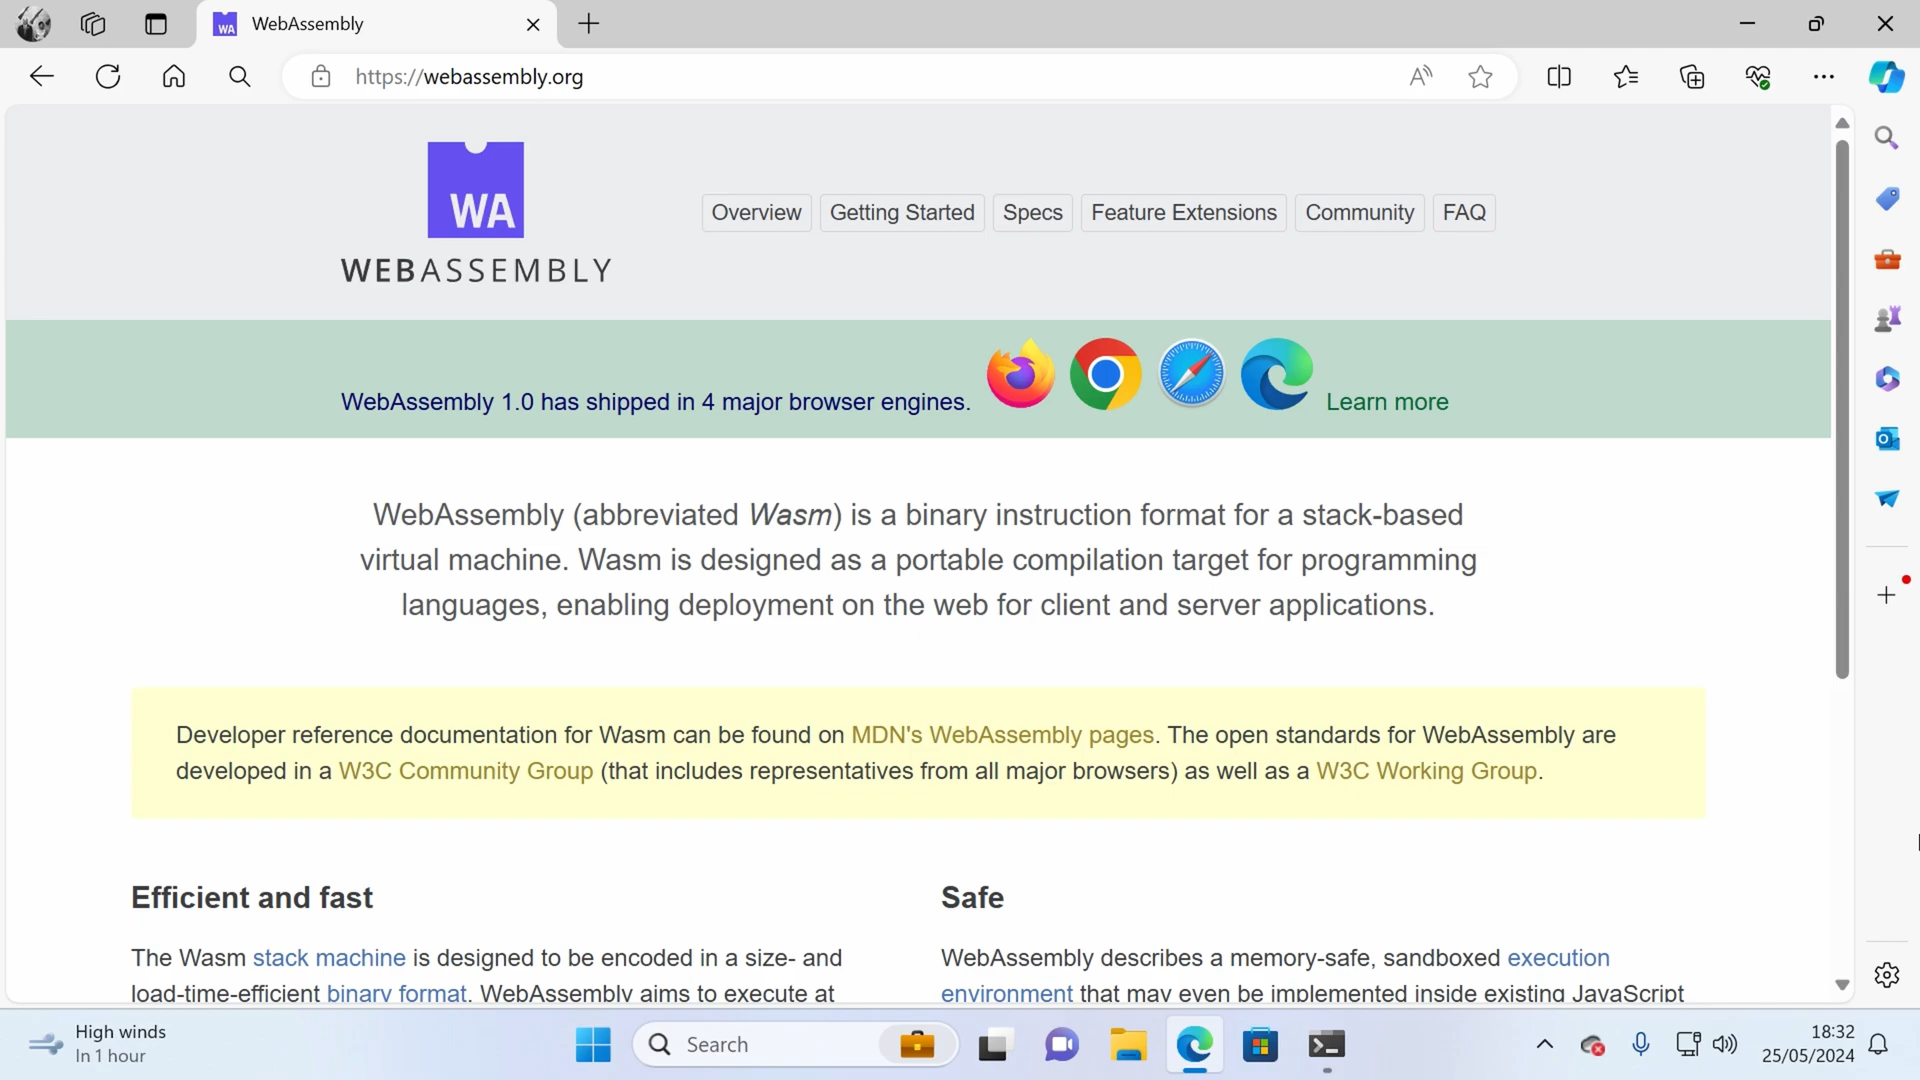 WebAssembly
https://webassembly.org
WA
WEBASSEMBLY
Overview
Getting Started
Specs
Feature Extensions
Community
FAQ
WebAssembly 1.0 has shipped in 4 major browser engines.
Learn more
WebAssembly (abbreviated Wasm) is a binary instruction format for a stack-based
virtual machine. Wasm is designed as a portable compilation target for programming
languages, enabling deployment on the web for client and server applications.
Developer reference documentation for Wasm can be found on MDN's WebAssembly pages. The open standards for WebAssembly are
developed in a W3C Community Group (that includes representatives from all major browsers) as well as a W3C Working Group.
Efficient and fast
The Wasm stack machine is designed to be encoded in a size- and
load-time-efficient binary format. WebAssembly aims to execute at
Safe
WebAssembly describes a memory-safe, sandboxed execution
environment that may even be implemented inside existing JavaScript
High winds
In 1 hour
Search
18:32
25/05/2024